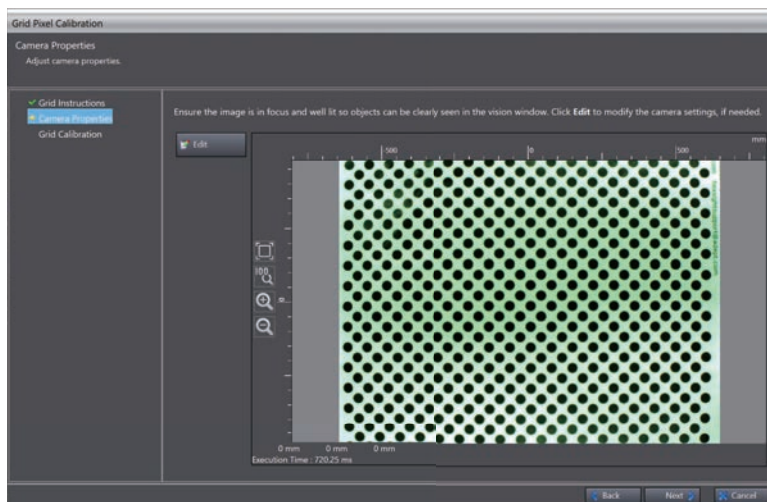 Grid Pixel Calibration
Camera Properties
Adjust camera properties.
Grid Instructions
Camera Properties
Grid Calibration
Ensure the image is in focus and well lit so objects can be clearly seen in the vision window. Click Edit to modify the camera settings, if needed.
Edit
mm
-500 0 500
100
0
0 mm 0 mm 0 mm
Execution Time : 720.25 ms
Back Next Cancel